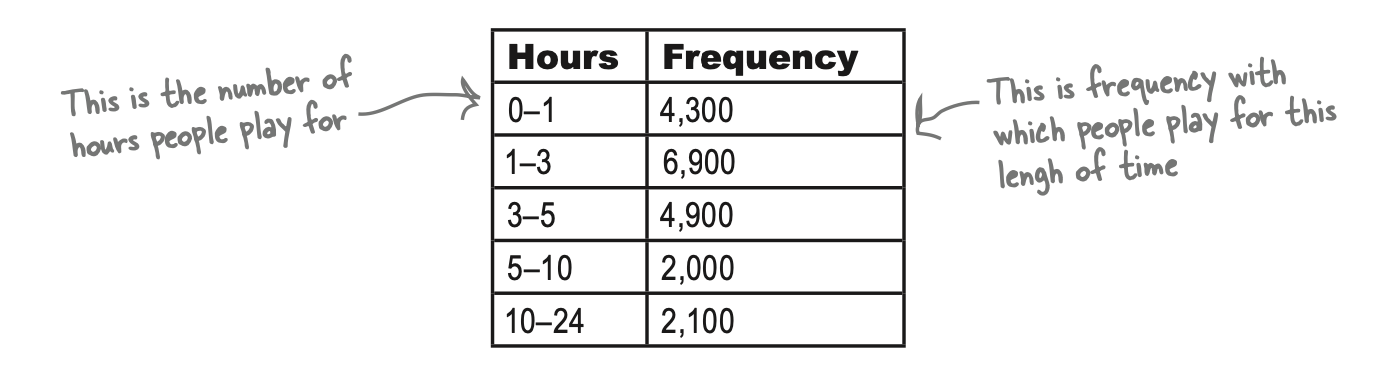 Hours Frequency
0–1 4,300
1–3 6,900
3–5 4,900
5–10 2,000
10–24 2,100
This is the number of
hours people play for
This is frequency with
which people play for this
lengh of time